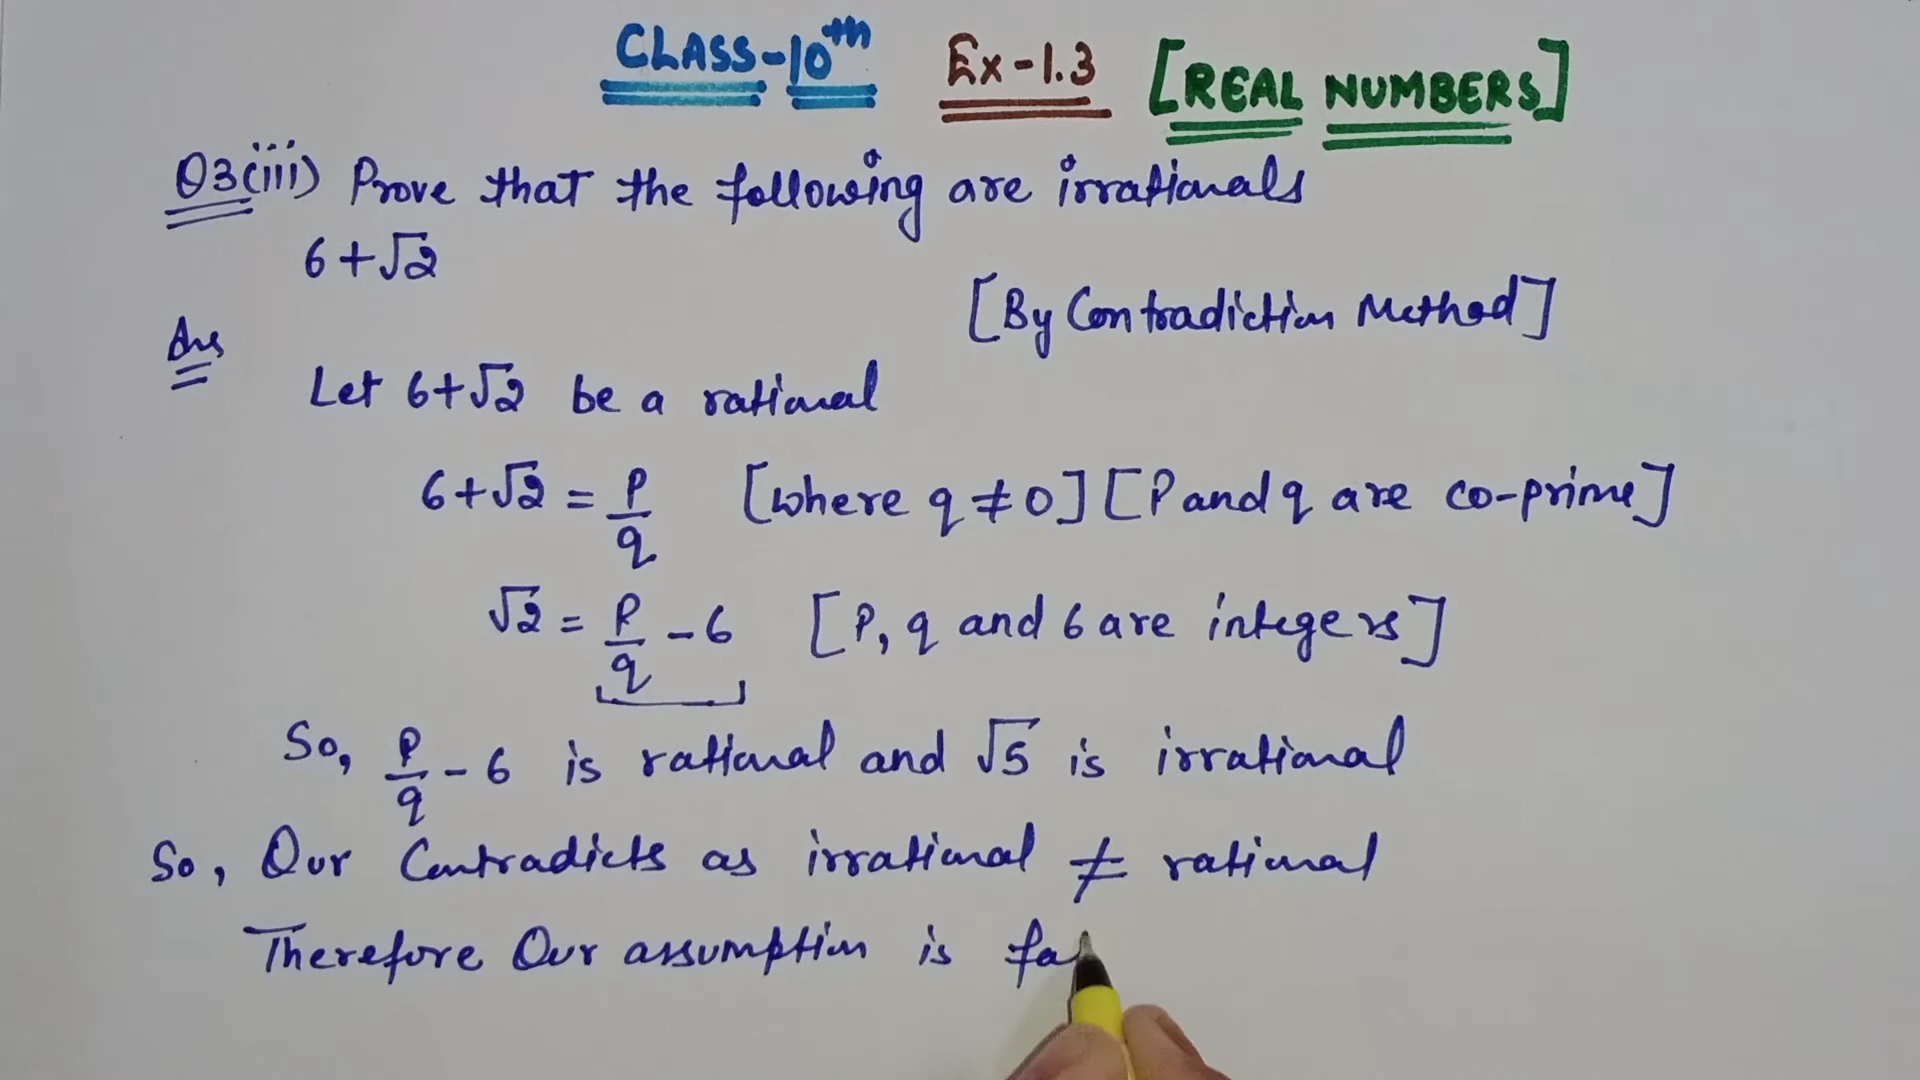 CLASS-10th Ex-1.3 [REAL NUMBERS]
Q3(iii) Prove that the following are irrationals
6+√2
[By Contradiction Method]
Ans
Let 6+√2 be a rational
6+√2 = P/q [where q ≠ 0] [P and q are co-prime]
√2 = P/q - 6 [P, q and 6 are integers]
So, P/q - 6 is rational and √5 is irrational
So, Our Contradicts as irrational ≠ rational
Therefore Our assumption is fa